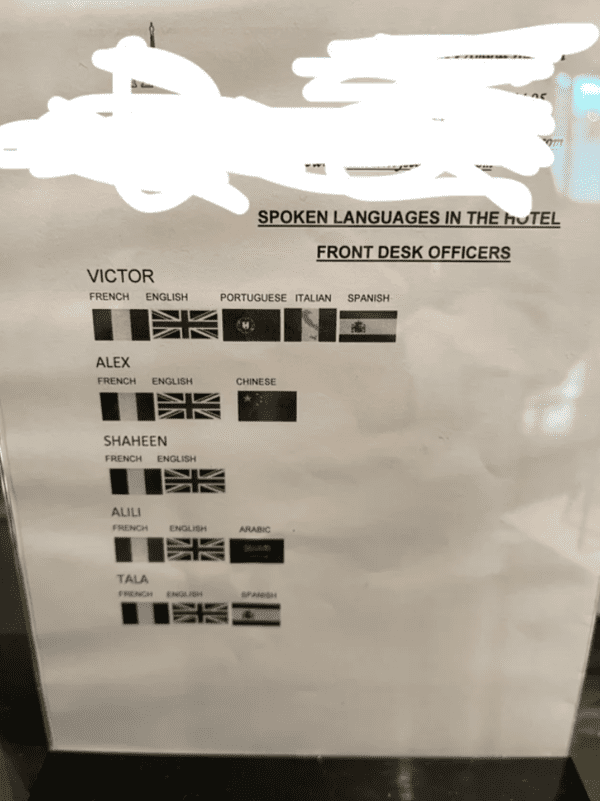 SPOKEN LANGUAGES IN THE HOTEL
FRONT DESK OFFICERS
VICTOR
FRENCH ENGLISH PORTUGUESE ITALIAN SPANISH
ALEX
FRENCH ENGLISH CHINESE
SHAHEEN
FRENCH ENGLISH
ALILI
FRENCH ENGLISH ARABIC
TALA
FRENCH ENGLISH SPANISH